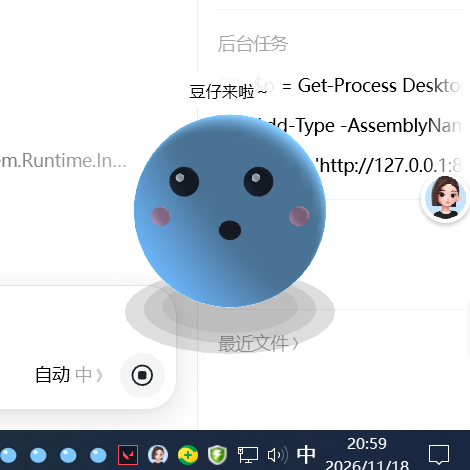 后台任务
豆仔来啦～
$p = Get-Process Deskto
dd-Type -AssemblyNam
em.Runtime.In...
'http://127.0.0.1:8
最近文件 〉
自动 中 〉
中
20:59
2026/11/18